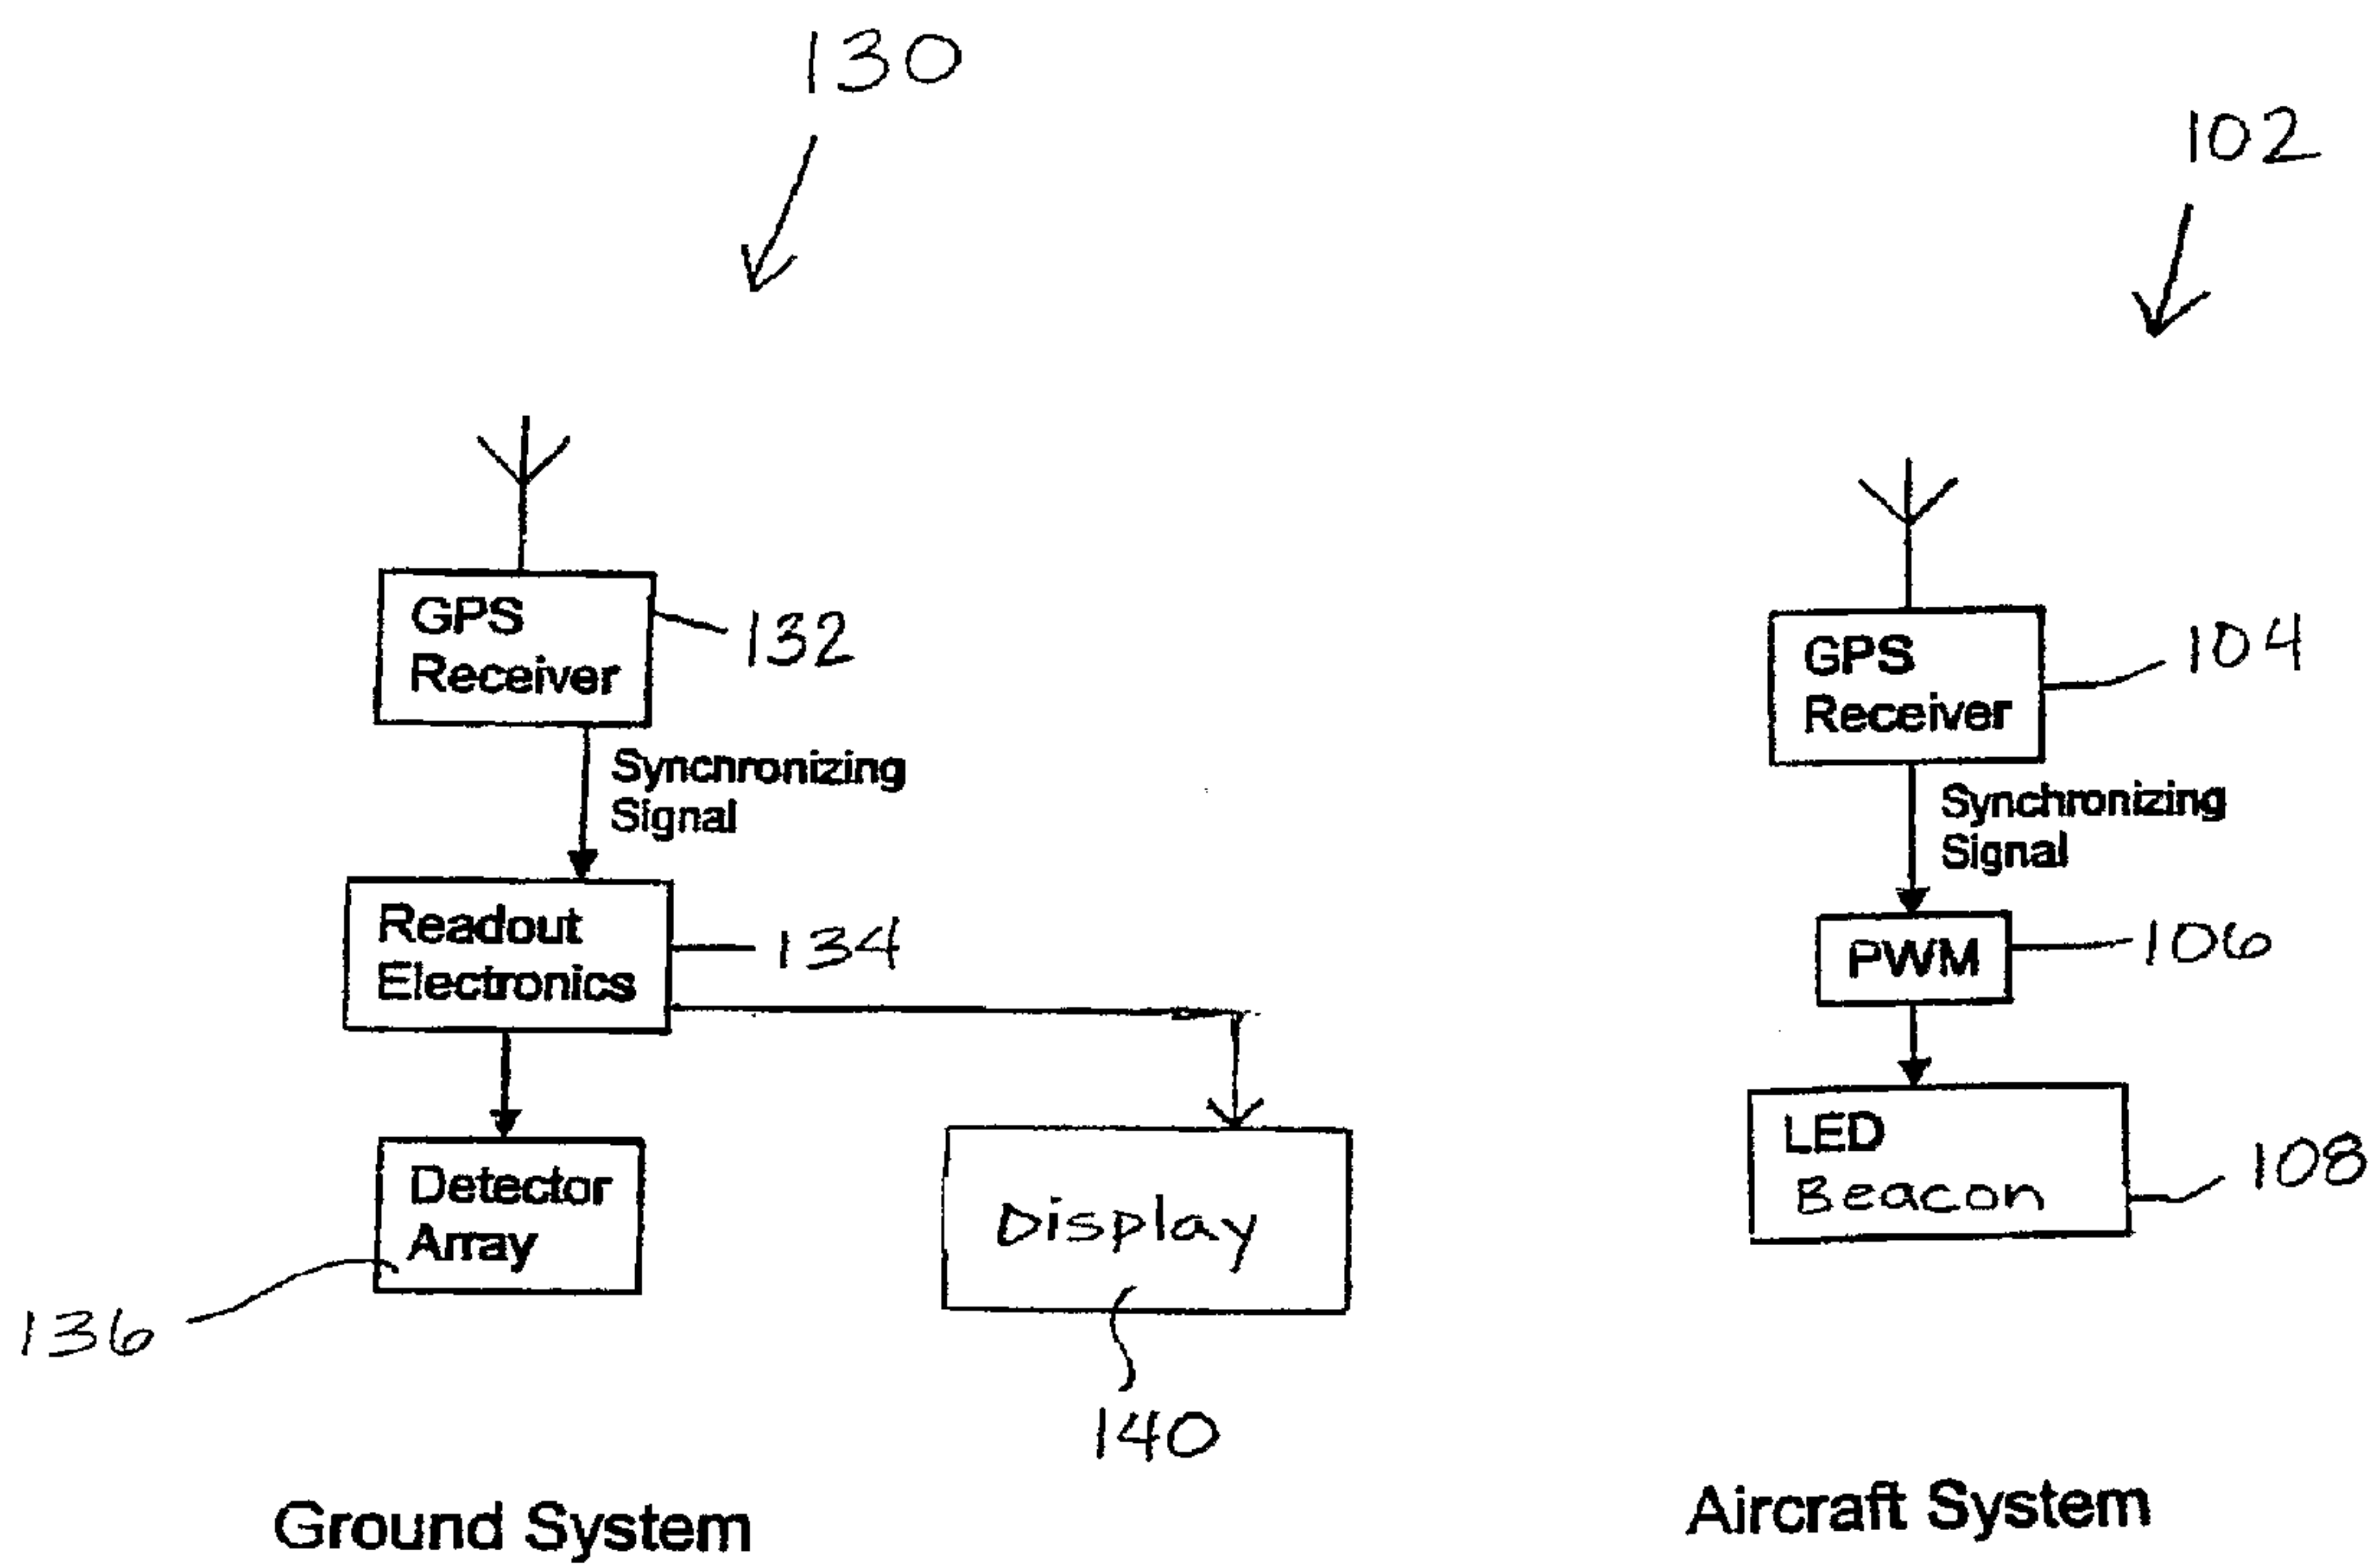 130
102
GPS
Receiver
132
Synchronizing
Signal
Readout
Electronics
134
Detector
Array
136
Display
140
Ground System
GPS
Receiver
104
Synchronizing
Signal
PWM
106
LED
Beacon
108
Aircraft System